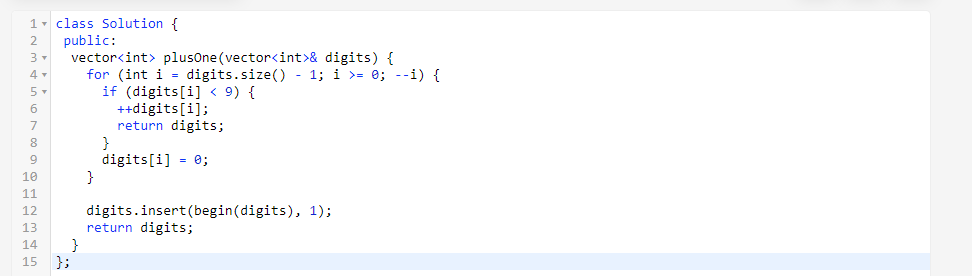 1 class Solution {
2  public:
3   vector<int> plusOne(vector<int>& digits) {
4     for (int i = digits.size() - 1; i >= 0; --i) {
5       if (digits[i] < 9) {
6         ++digits[i];
7         return digits;
8       }
9       digits[i] = 0;
10     }
11
12     digits.insert(begin(digits), 1);
13     return digits;
14   }
15 };